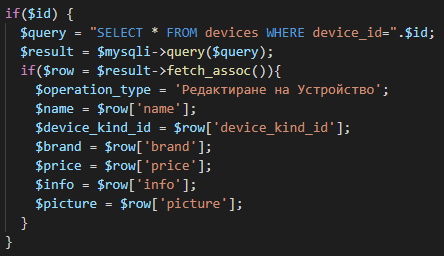 if($id) {
$query = "SELECT * FROM devices WHERE device_id=".$id;
$result = $mysqli->query($query);
if($row = $result->fetch_assoc()){
$operation_type = 'Редактиране на Устройство';
$name = $row['name'];
$device_kind_id = $row['device_kind_id'];
$brand = $row['brand'];
$price = $row['price'];
$info = $row['info'];
$picture = $row['picture'];
}
}